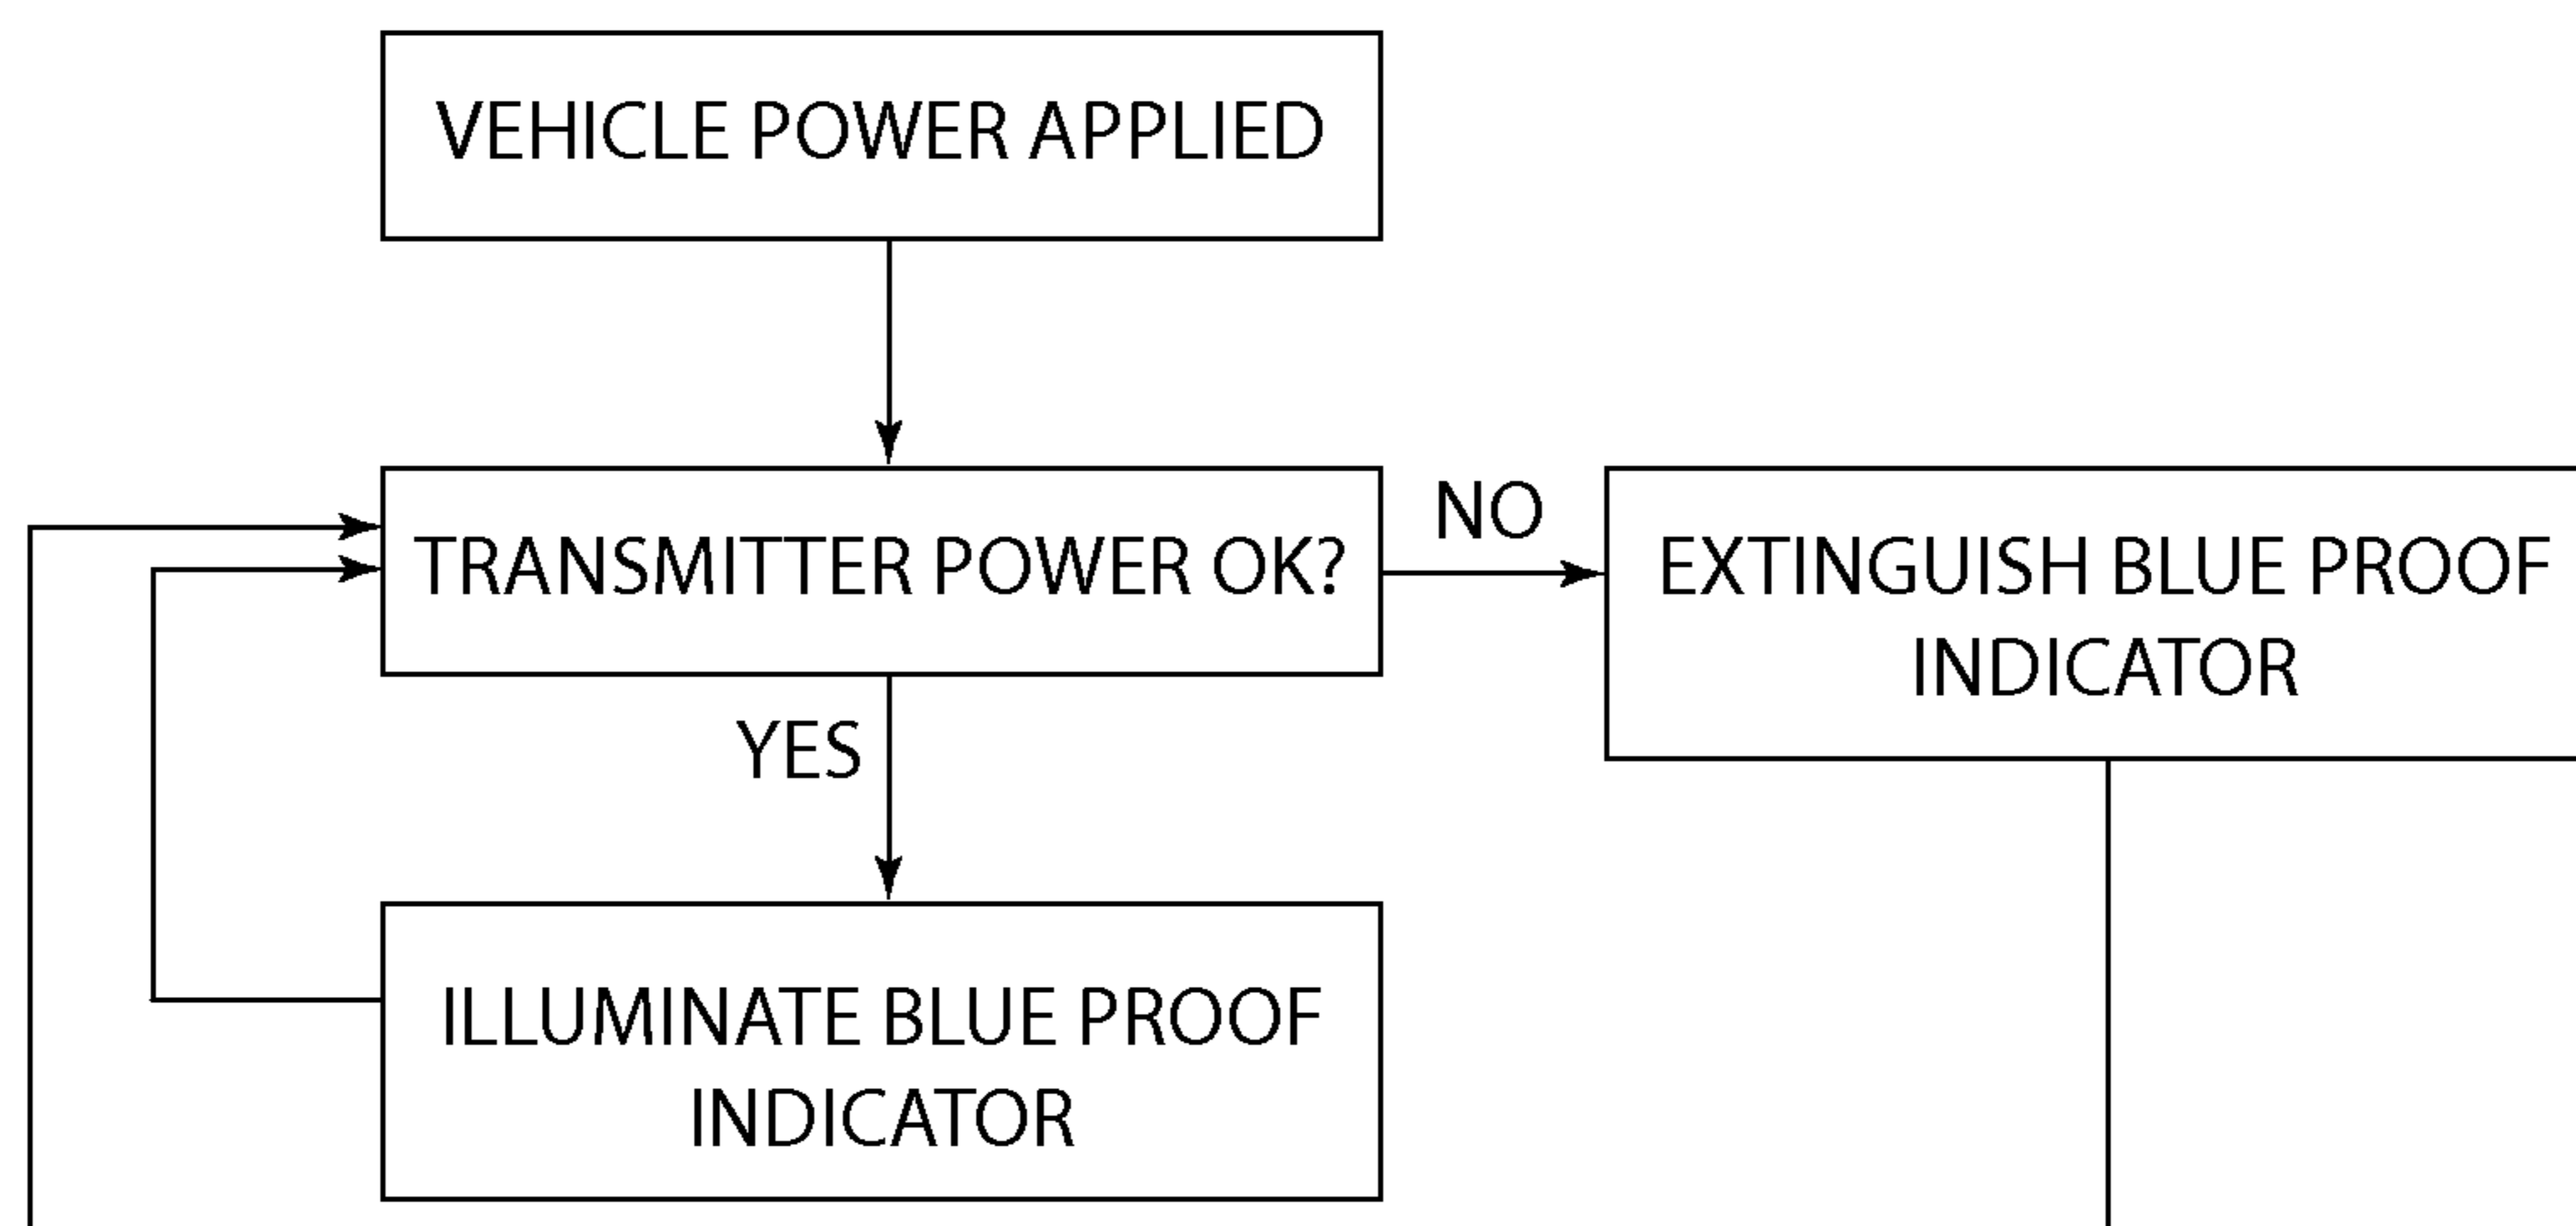 VEHICLE POWER APPLIED
TRANSMITTER POWER OK?
NO
EXTINGUISH BLUE PROOF
INDICATOR
YES
ILLUMINATE BLUE PROOF
INDICATOR